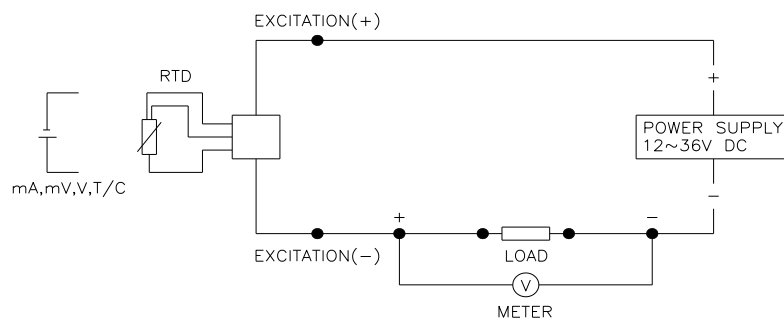 EXCITATION(+)
RTD
+
POWER SUPPLY
12~36V DC
mA,mV,V,T/C
−
+
−
EXCITATION(−)
LOAD
V
METER